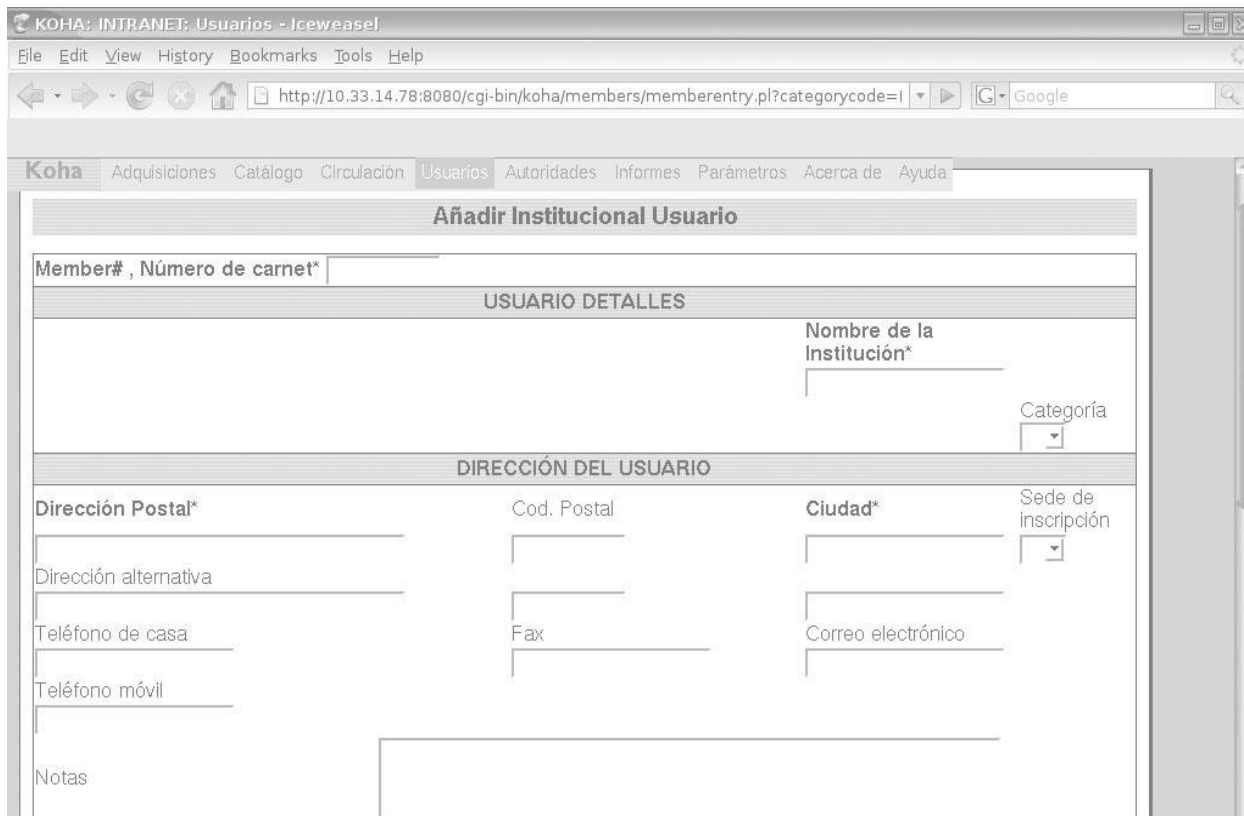 KOHA: INTRANET: Usuarios - Iceweasel
File Edit View History Bookmarks Tools Help
http://10.33.14.78:8080/cgi-bin/koha/members/memberentry.pl?categorycode=I
G Google
Koha Adquisiciones Catálogo Circulación Usuarios Autoridades Informes Parámetros Acerca de Ayuda
Añadir Institucional Usuario
Member# , Número de carnet*
USUARIO DETALLES
Nombre de la
Institución*
Categoría
DIRECCIÓN DEL USUARIO
Dirección Postal* Cod. Postal Ciudad* Sede de
inscripción
Dirección alternativa
Teléfono de casa Fax Correo electrónico
Teléfono móvil
Notas